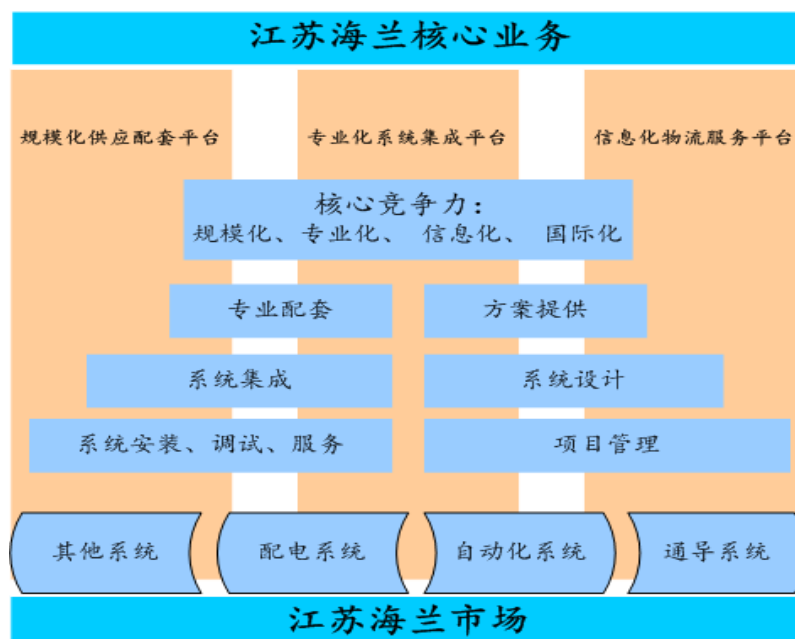 江苏海兰核心业务
规模化供应配套平台
专业化系统集成平台
信息化物流服务平台
核心竞争力：
规模化、专业化、 信息化、 国际化
专业配套
方案提供
系统集成
系统设计
系统安装、调试、服务
项目管理
其他系统
配电系统
自动化系统
通导系统
江苏海兰市场